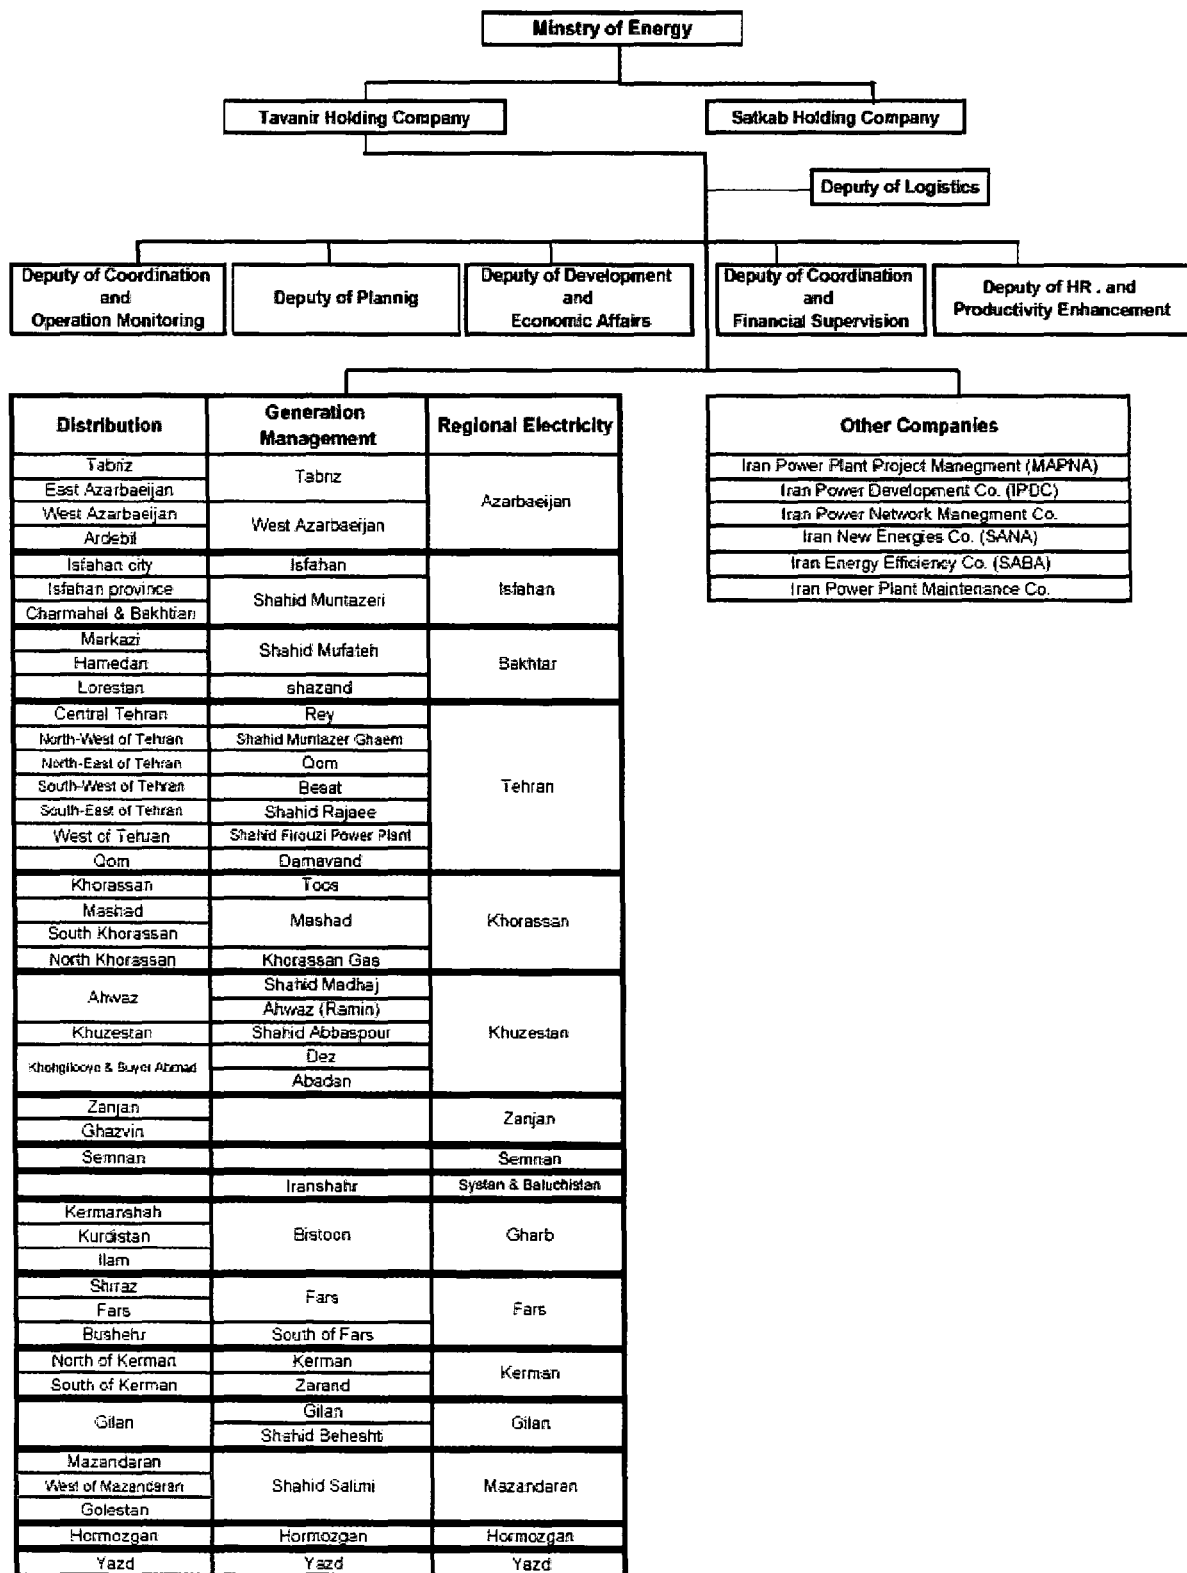 Minstry of Energy
Tavanir Holding Company
Satkab Holding Company
Deputy of Logistics
Deputy of Coordination
and
Operation Monitoring
Deputy of Plannig
Deputy of Development
and
Economic Affairs
Deputy of Coordination
and
Financial Supervision
Deputy of HR . and
Productivity Enhancement
Distribution
Generation
Management
Regional Electricity
Tabriz
East Azarbaeijan
West Azarbaeijan
Ardebil
Tabriz
West Azarbaeijan
Azarbaeijan
Isfahan city
Isfahan province
Charmahal & Bakhtiari
Isfahan
Shahid Muntazeri
Isfahan
Markazi
Hamedan
Lorestan
Shahid Mufateh
shazand
Bakhtar
Central Tehran
North-West of Tehran
North-East of Tehran
South-West of Tehran
South-East of Tehran
West of Tehran
Qom
Rey
Shahid Muntazer Ghaem
Qom
Besat
Shahid Rajaee
Shahid Firouzi Power Plant
Damavand
Tehran
Khorassan
Mashad
South Khorassan
North Khorassan
Toos
Mashad
Khorassan Gas
Khorassan
Ahwaz
Khuzestan
Khohgilooye & Buyer Ahmad
Shahid Madhaj
Ahwaz (Ramin)
Shahid Abbaspour
Dez
Abadan
Khuzestan
Zanjan
Ghazvin
Zanjan
Semnan
Semnan
Iranshahr
Systan & Baluchistan
Kermanshah
Kurdistan
Ilam
Bistoon
Gharb
Shiraz
Fars
Bushehr
Fars
South of Fars
Fars
North of Kerman
South of Kerman
Kerman
Zarand
Kerman
Gilan
Gilan
Shahid Beheshti
Gilan
Mazandaran
West of Mazandaran
Golestan
Shahid Salimi
Mazandaran
Hormozgan
Hormozgan
Hormozgan
Yazd
Yazd
Yazd
Other Companies
Iran Power Plant Project Manegment (MAPNA)
Iran Power Development Co. (IPDC)
Iran Power Network Manegment Co.
Iran New Energies Co. (SANA)
Iran Energy Efficiency Co. (SABA)
Iran Power Plant Maintenance Co.